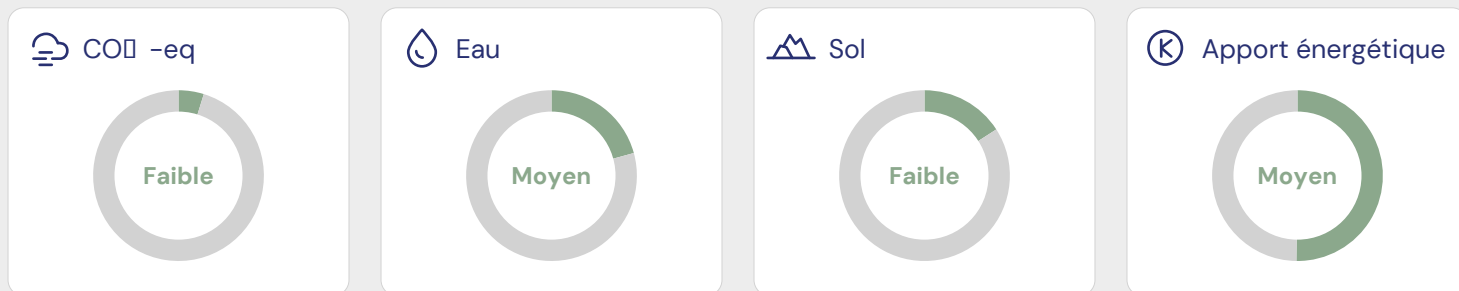 CO▯ -eq
Eau
Sol
Apport énergétique
Faible
Moyen
Faible
Moyen